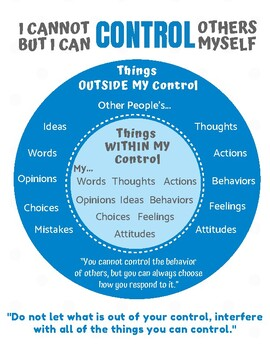 I CANNOT CONTROL OTHERS
BUT I CAN MYSELF
Things
OUTSIDE MY Control
Other People's...
Ideas
Thoughts
Words
Actions
Opinions
Behaviors
Choices
Feelings
Mistakes
Attitudes
Things
WITHIN MY
Control
My...
Words Thoughts Actions
Opinions Ideas Behaviors
Choices Feelings
Attitudes
"You cannot control the behavior
of others, but you can always choose
how you respond to it."
"Do not let what is out of your control, interfere
with all of the things you can control."